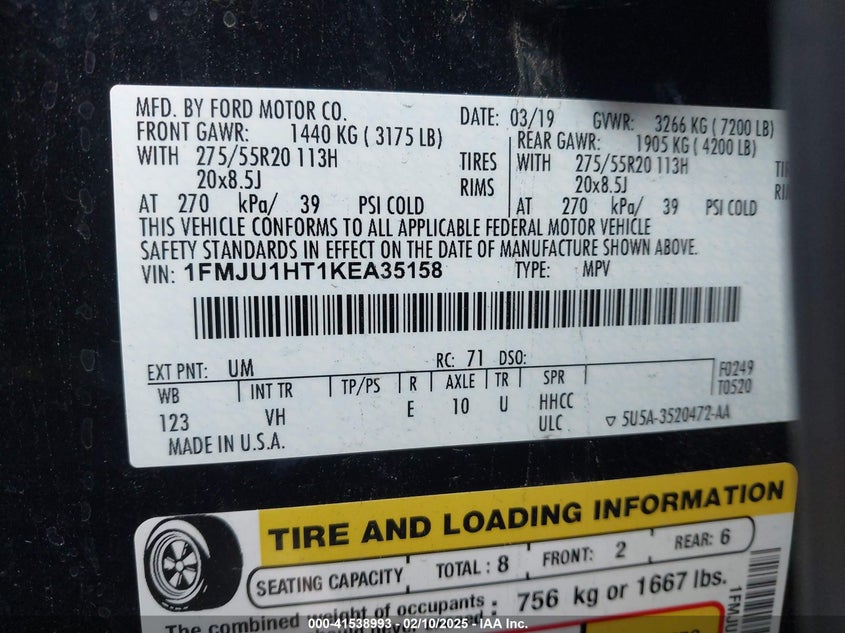 MFD. BY FORD MOTOR CO. DATE: 03/19 GVWR: 3266 KG ( 7200 LB)
FRONT GAWR: 1440 KG ( 3175 LB) REAR GAWR: 1905 KG ( 4200 LB)
WITH 275/55R20 113H TIRES WITH 275/55R20 113H
20x8.5J RIMS 20x8.5J
AT 270 kPa/ 39 PSI COLD AT 270 kPa/ 39 PSI COLD
THIS VEHICLE CONFORMS TO ALL APPLICABLE FEDERAL MOTOR VEHICLE
SAFETY STANDARDS IN EFFECT ON THE DATE OF MANUFACTURE SHOWN ABOVE.
VIN: 1FMJU1HT1KEA35158 TYPE: MPV
EXT PNT: UM RC: 71 DSO: F0249
WB INT TR TP/PS R AXLE TR SPR T0520
123 VH E 10 U HHCC
ULC ▽ 5U5A-3520472-AA
MADE IN U.S.A.
TIRE AND LOADING INFORMATION
SEATING CAPACITY TOTAL : 8 FRONT: 2 REAR: 6
The combined weight of occupants : 756 kg or 1667 lbs.
1FMJU
000-41538993 - 02/10/2025 - IAA Inc.